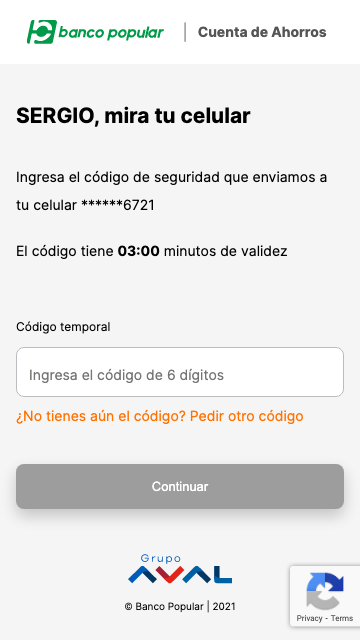 banco popular | Cuenta de Ahorros
SERGIO, mira tu celular
Ingresa el código de seguridad que enviamos a
tu celular ******6721
El código tiene 03:00 minutos de validez
Código temporal
Ingresa el código de 6 dígitos
¿No tienes aún el código? Pedir otro código
Continuar
Grupo
AVAL
© Banco Popular | 2021
Privacy - Terms